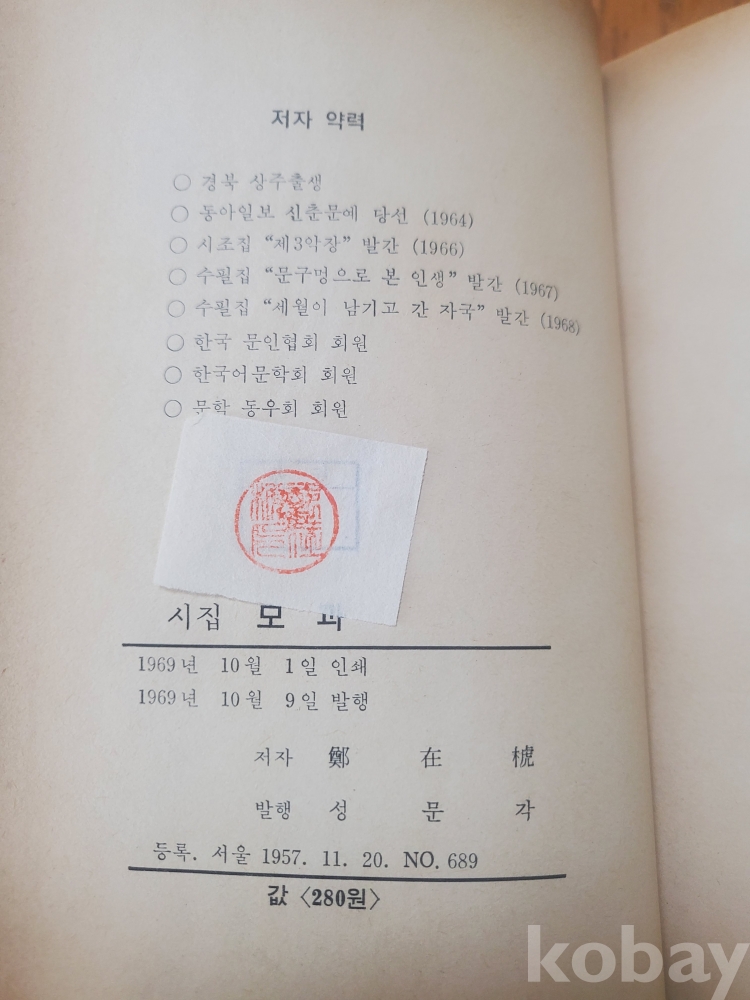 저자 약력
○ 경북 상주출생
○ 동아일보 신춘문예 당선 (1964)
○ 시조집 “제3악장” 발간 (1966)
○ 수필집 “문구멍으로 본 인생” 발간 (1967)
○ 수필집 “세월이 남기고 간 자국” 발간 (1968)
○ 한국 문인협회 회원
○ 한국어문학회 회원
○ 문학 동우회 회원
시집 모 과
1969년 10월 1일 인쇄
1969년 10월 9일 발행
저자 鄭 在 㯉
발행 성 문 각
등록. 서울 1957. 11. 20. NO. 689
값 〈280원〉
kobay